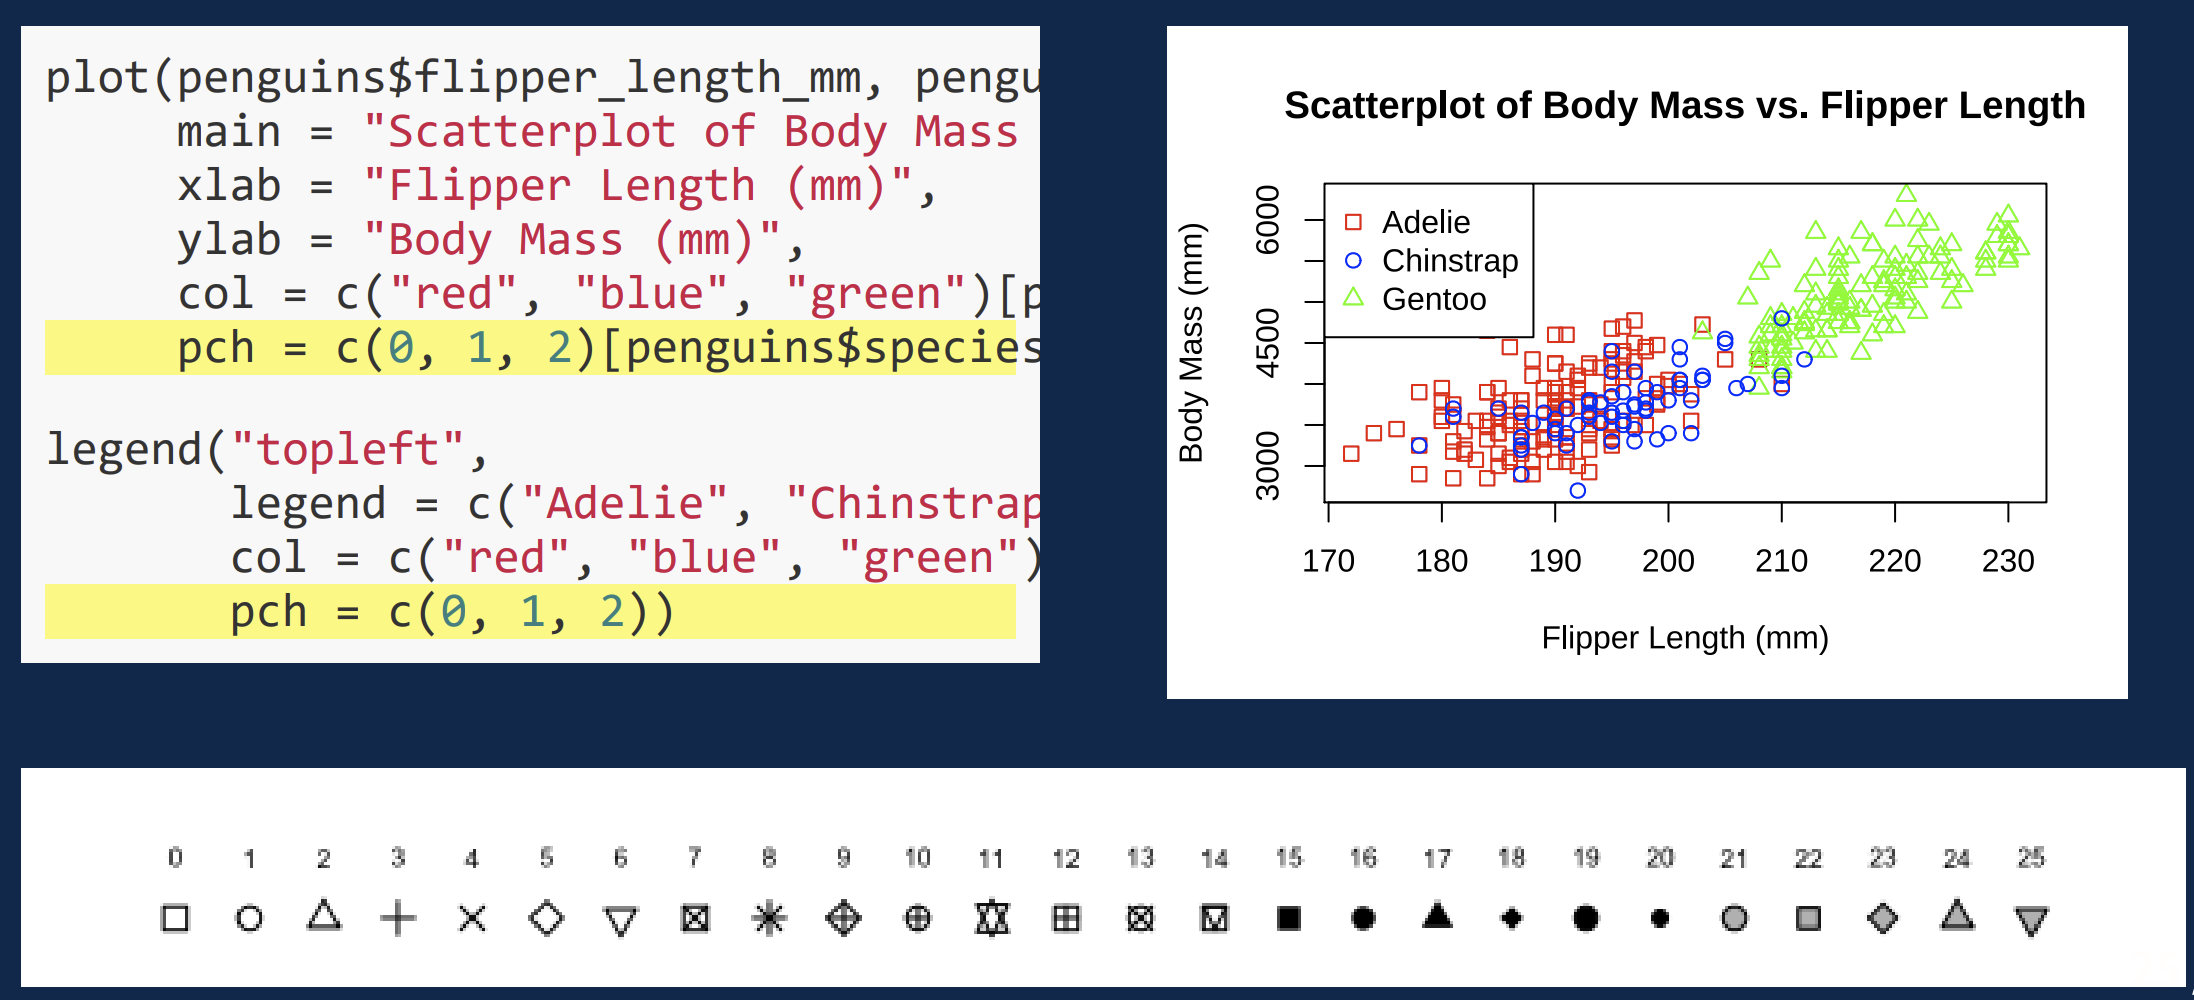 plot(penguins$flipper_length_mm, pengu
main = "Scatterplot of Body Mass
xlab = "Flipper Length (mm)",
ylab = "Body Mass (mm)",
col = c("red", "blue", "green")[p
pch = c(0, 1, 2)[penguins$species
legend("topleft",
legend = c("Adelie", "Chinstrap
col = c("red", "blue", "green")
pch = c(0, 1, 2))
Scatterplot of Body Mass vs. Flipper Length
Body Mass (mm)
6000
4500
3000
Adelie
Chinstrap
Gentoo
170 180 190 200 210 220 230
Flipper Length (mm)
0 1 2 3 4 5 6 7 8 9 10 11 12 13 14 15 16 17 18 19 20 21 22 23 24 25